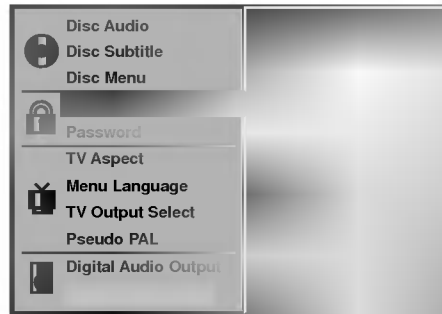 Disc Audio
Disc Subtitle
Disc Menu
Password
TV Aspect
Menu Language
TV Output Select
Pseudo PAL
Digital Audio Output